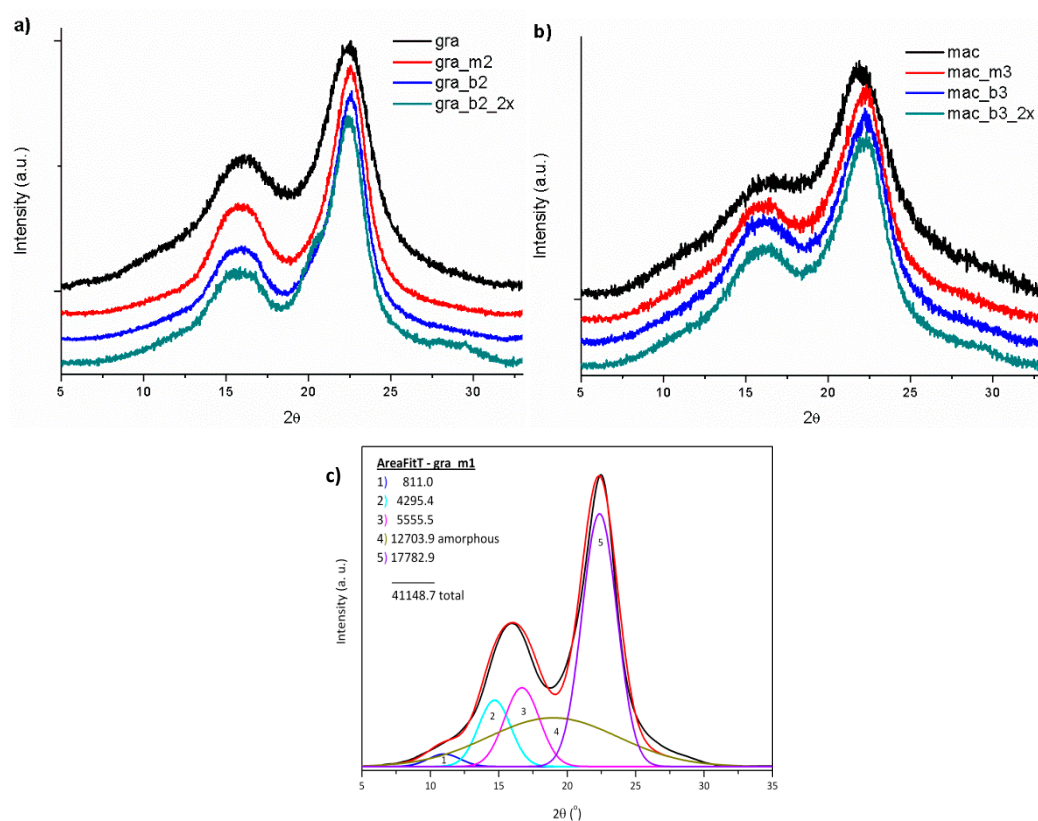 a)
gra
gra_m2
gra_b2
gra_b2_2x
Intensity (a.u.)
5 10 15 20 25 30
2θ
b)
mac
mac_m3
mac_b3
mac_b3_2x
Intensity (a.u.)
5 10 15 20 25 30
2θ
c)
AreaFitT - gra_m1
1) 811.0
2) 4295.4
3) 5555.5
4) 12703.9 amorphous
5) 17782.9
41148.7 total
Intensity (a. u.)
1
2
3
4
5
5 10 15 20 25 30 35
2θ (°)